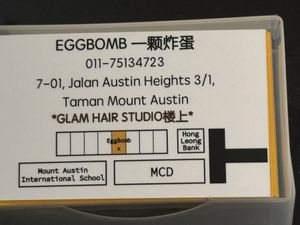 EGGBOMB 一颗炸蛋
011-75134723
7-01, Jalan Austin Heights 3/1,
Taman Mount Austin
*GLAM HAIR STUDIO楼上*
EggBomb
x
Hong
Leong
Bank
Mount Austin
International School
MCD